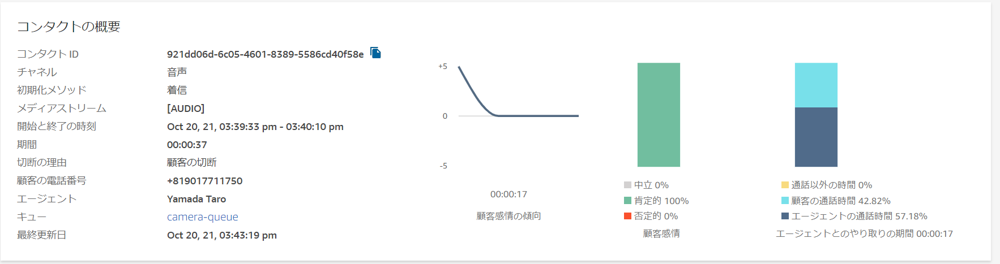 コンタクトの概要
コンタクト ID 921dd06d-6c05-4601-8389-5586cd40f58e
チャネル 音声
初期化メソッド 着信
メディアストリーム [AUDIO]
開始と終了の時刻 Oct 20, 21, 03:39:33 pm - 03:40:10 pm
期間 00:00:37
切断の理由 顧客の切断
顧客の電話番号 +819017711750
エージェント Yamada Taro
キュー camera-queue
最終更新日 Oct 20, 21, 03:43:19 pm
+5
0
-5
00:00:17
顧客感情の傾向
中立 0%
肯定的 100%
否定的 0%
顧客感情
通話以外の時間 0%
顧客の通話時間 42.82%
エージェントの通話時間 57.18%
エージェントとのやり取りの期間 00:00:17